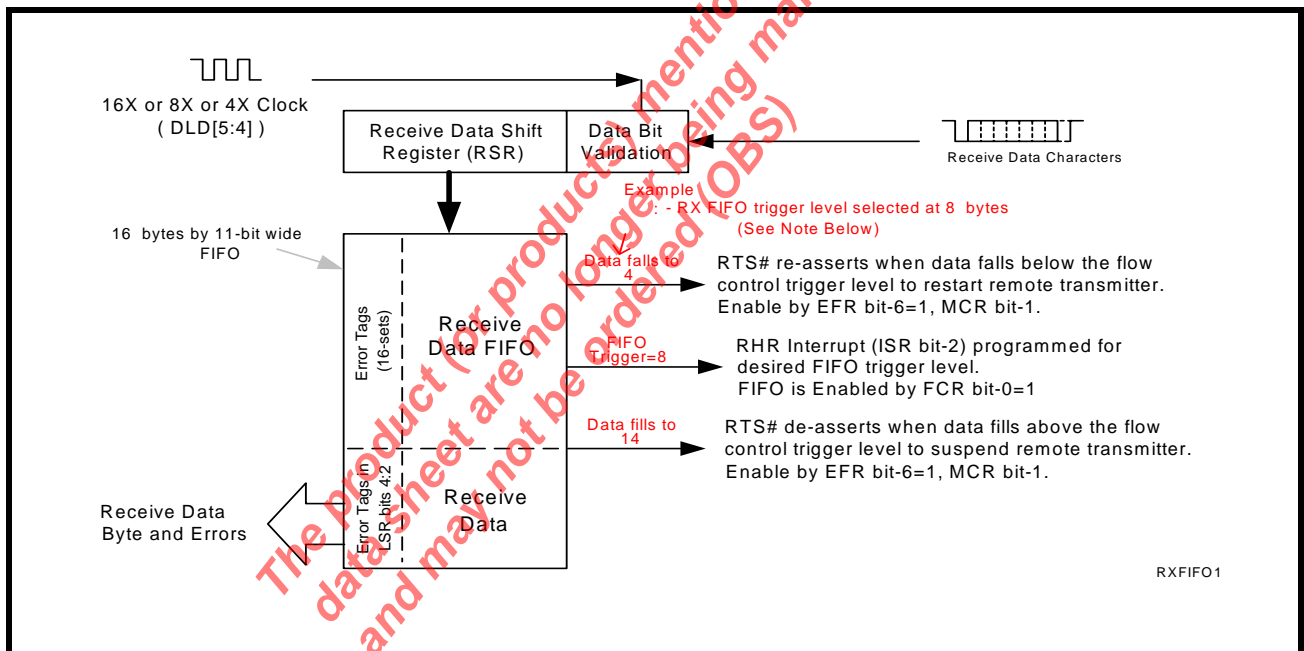 16X or 8X or 4X Clock
( DLD[5:4] )
Receive Data Shift
Register (RSR)
Data Bit
Validation
Receive Data Characters
Example
: - RX FIFO trigger level selected at 8 bytes
(See Note Below)
16 bytes by 11-bit wide
FIFO
Data falls to
4
RTS# re-asserts when data falls below the flow
control trigger level to restart remote transmitter.
Enable by EFR bit-6=1, MCR bit-1.
Error Tags
(16-sets)
Receive
Data FIFO
FIFO
Trigger=8
RHR Interrupt (ISR bit-2) programmed for
desired FIFO trigger level.
FIFO is Enabled by FCR bit-0=1
Data fills to
14
RTS# de-asserts when data fills above the flow
control trigger level to suspend remote transmitter.
Enable by EFR bit-6=1, MCR bit-1.
Error Tags in
LSR bits 4:2
Receive
Data
Receive Data
Byte and Errors
RXFIFO1
The product (or products) mentio
data sheet are no longer being ma
and may not be ordered (OBS)